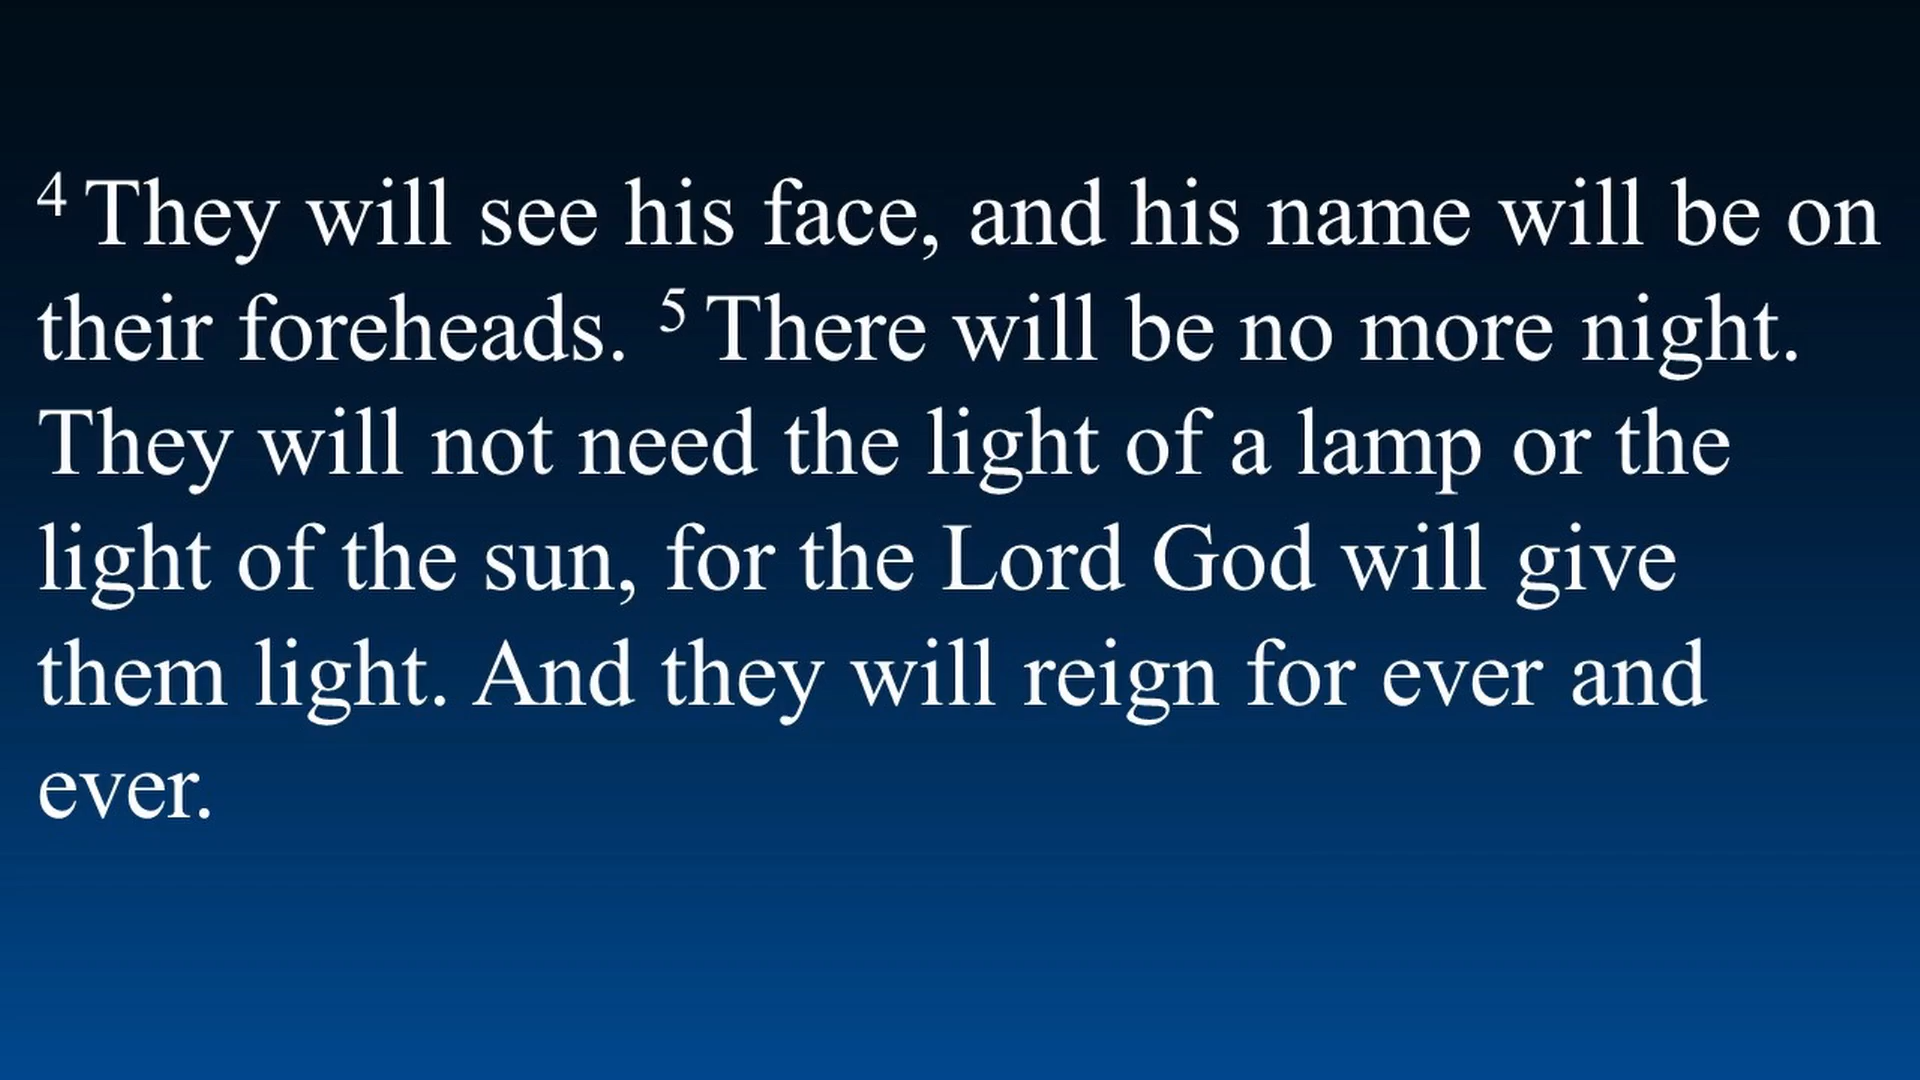 4 They will see his face, and his name will be on
their foreheads. 5 There will be no more night.
They will not need the light of a lamp or the
light of the sun, for the Lord God will give
them light. And they will reign for ever and
ever.